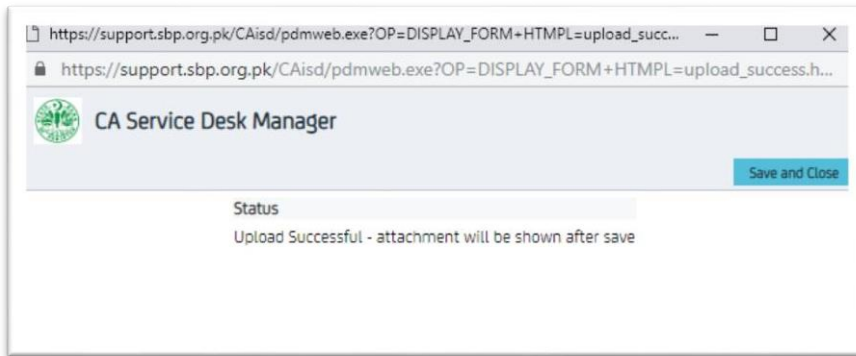 https://support.sbp.org.pk/CAisd/pdmweb.exe?OP=DISPLAY_FORM+HTMPL=upload_succ...
https://support.sbp.org.pk/CAisd/pdmweb.exe?OP=DISPLAY_FORM+HTMPL=upload_success.h...
CA Service Desk Manager
Save and Close
Status
Upload Successful - attachment will be shown after save